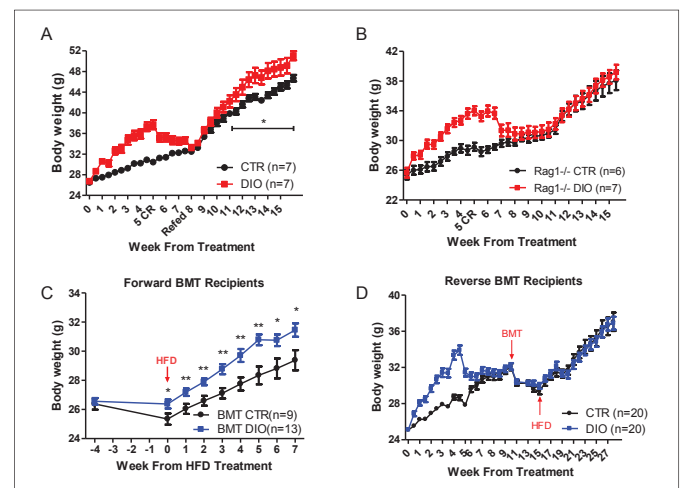 A
Body weight (g)
52
48
44
40
36
32
28
24
*
CTR (n=7)
DIO (n=7)
0 1 2 3 4 5 CR 6 7 Refed 8 9 10 11 12 13 14 15
Week From Treatment
B
Body weight (g)
42
38
34
30
26
22
Rag1-/- CTR (n=6)
Rag1-/- DIO (n=7)
0 1 2 3 4 5 CR 6 7 8 9 10 11 12 13 14 15
Week From Treatment
Forward BMT Recipients
C
Body weight (g)
32
30
28
26
24
HFD
* ** ** ** ** ** * *
BMT CTR(n=9)
BMT DIO(n=13)
-4 -3 -2 -1 0 1 2 3 4 5 6 7
Week From HFD Treatment
Reverse BMT Recipients
D
Body weight (g)
40
36
32
28
24
BMT
HFD
CTR (n=20)
DIO (n=20)
Week From Treatment